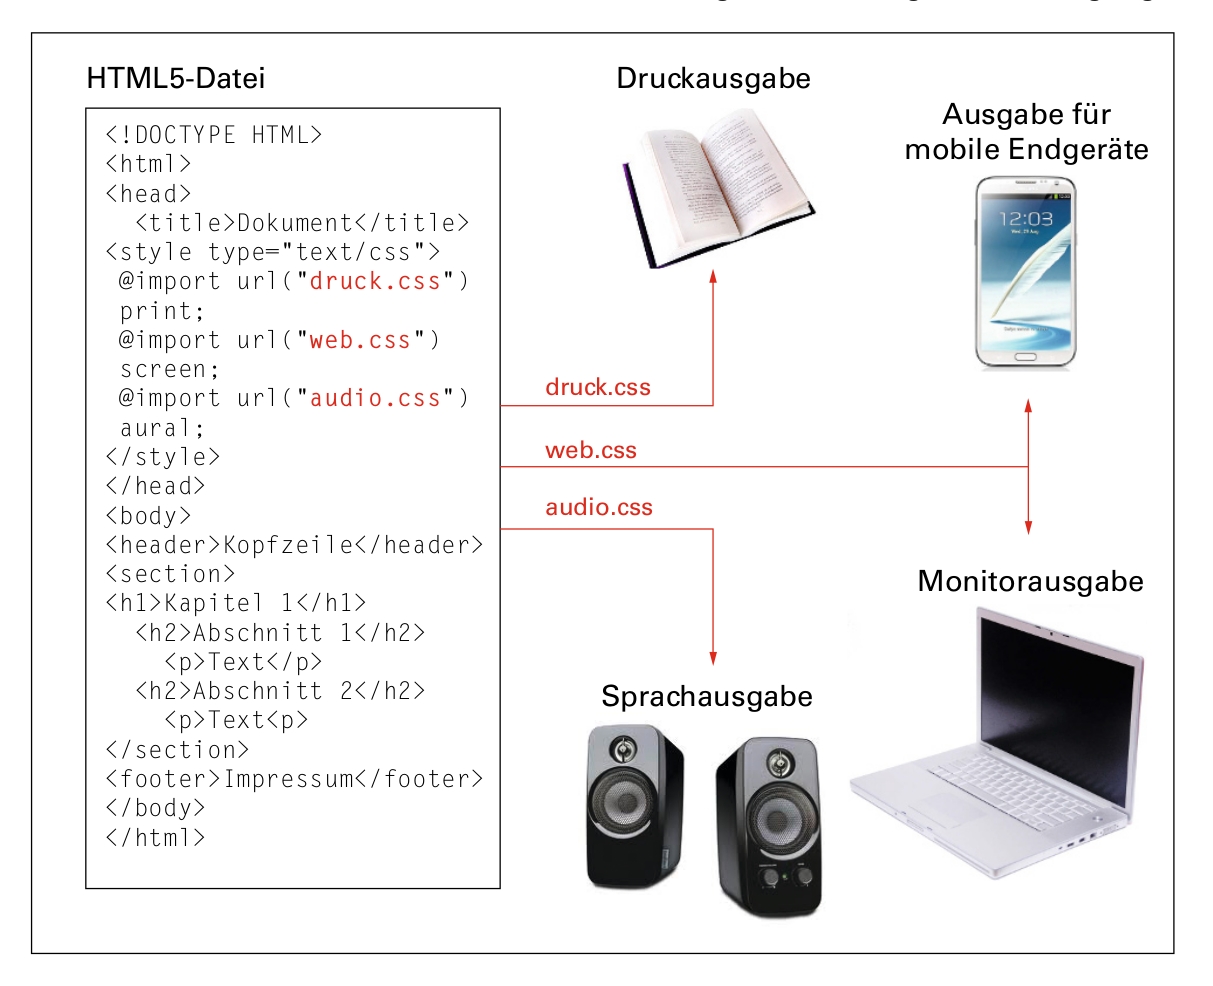 HTML5-Datei
<!DOCTYPE HTML>
<html>
<head>
<title>Dokument</title>
<style type="text/css">
@import url("druck.css")
print;
@import url("web.css")
screen;
@import url("audio.css")
aural;
</style>
</head>
<body>
<header>Kopfzeile</header>
<section>
<h1>Kapitel 1</h1>
<h2>Abschnitt 1</h2>
<p>Text</p>
<h2>Abschnitt 2</h2>
<p>Text<p>
</section>
<footer>Impressum</footer>
</body>
</html>
Druckausgabe
Ausgabe für
mobile Endgeräte
12:03
druck.css
web.css
audio.css
Monitorausgabe
Sprachausgabe